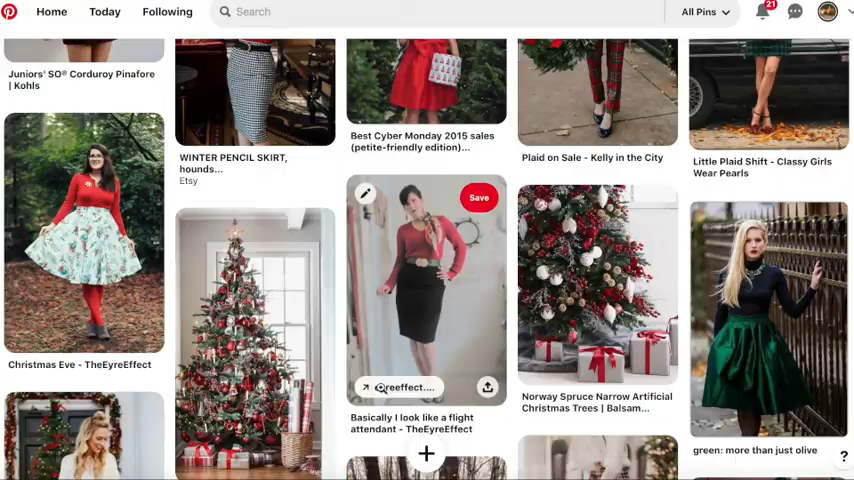 Home
Today
Following
Search
All Pins
21
Juniors' SO® Corduroy Pinafore
| Kohls
WINTER PENCIL SKIRT,
hounds...
Etsy
Best Cyber Monday 2015 sales
(petite-friendly edition)...
Plaid on Sale - Kelly in the City
Little Plaid Shift - Classy Girls
Wear Pearls
Save
Christmas Eve - TheEyreEffect
Basically I look like a flight
attendant - TheEyreEffect
Norway Spruce Narrow Artificial
Christmas Trees | Balsam...
green: more than just olive
?